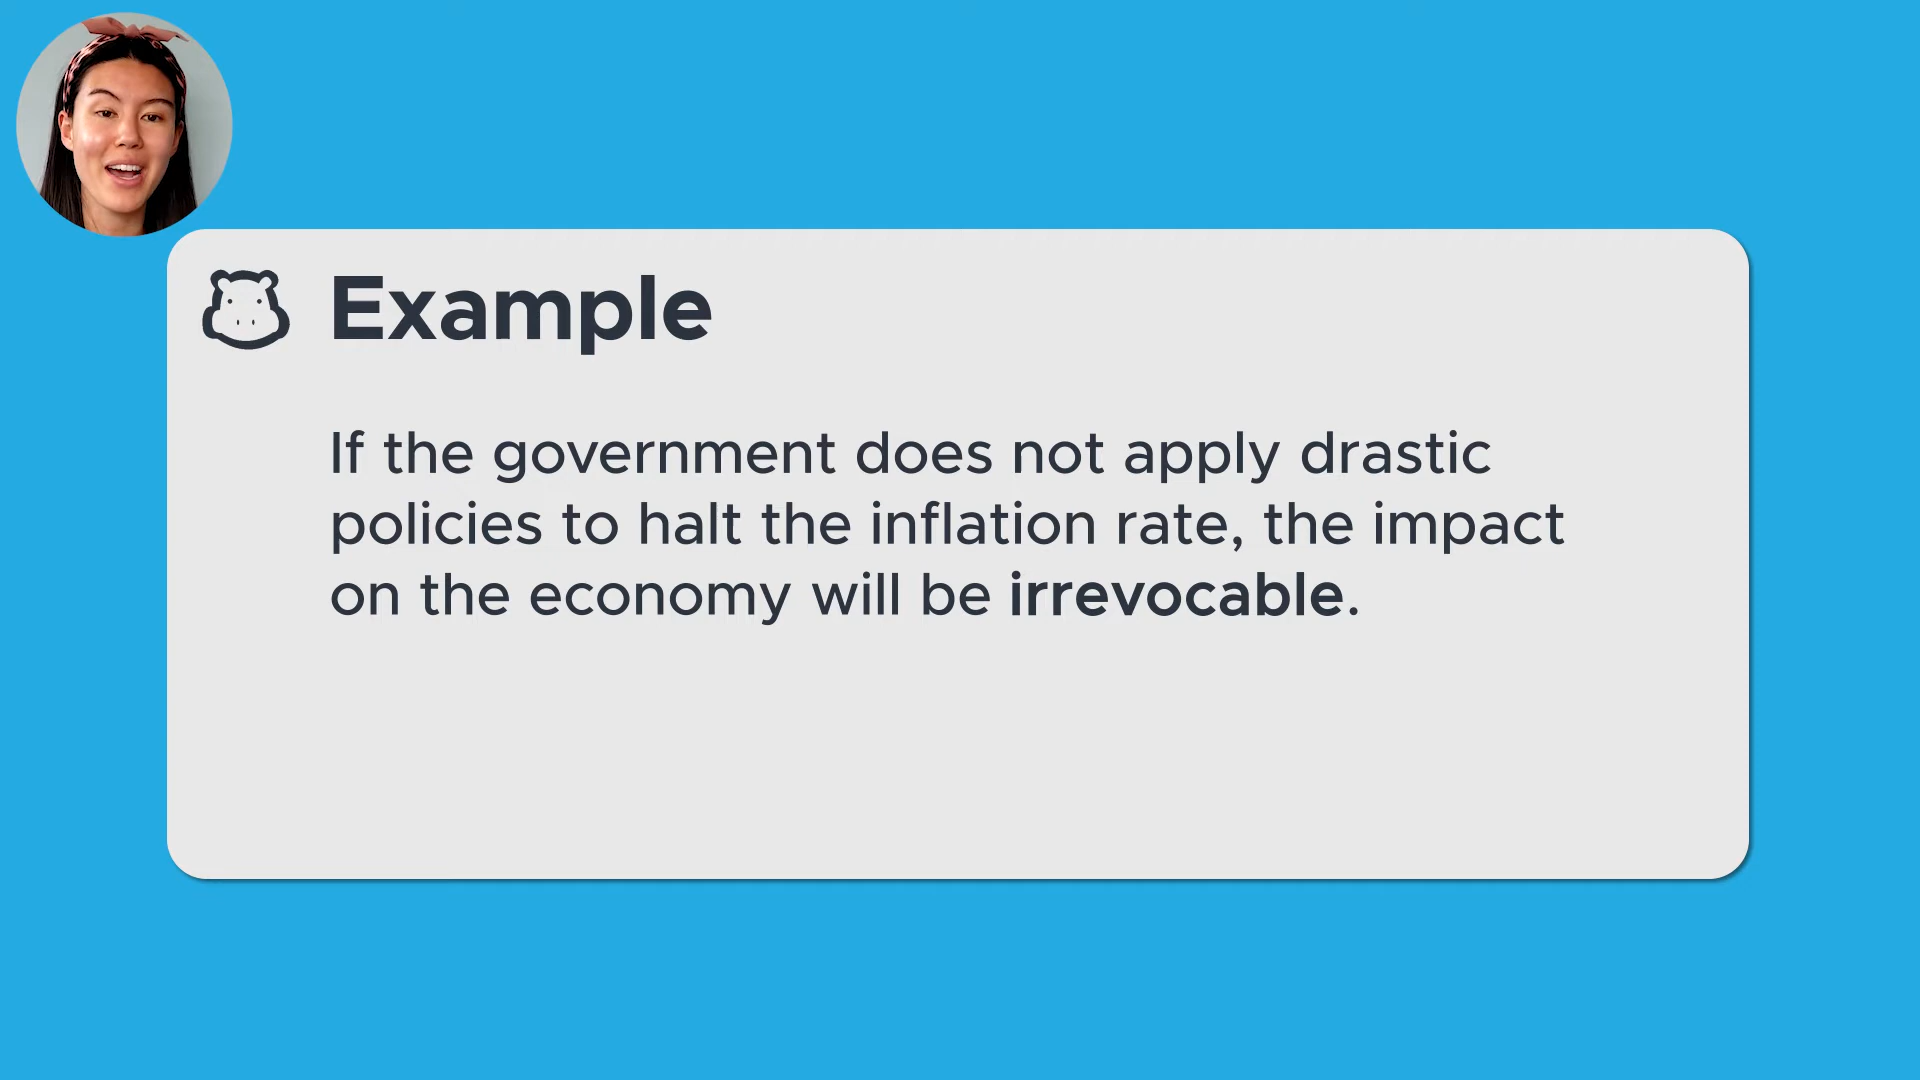 Example
If the government does not apply drastic
policies to halt the inflation rate, the impact
on the economy will be irrevocable.